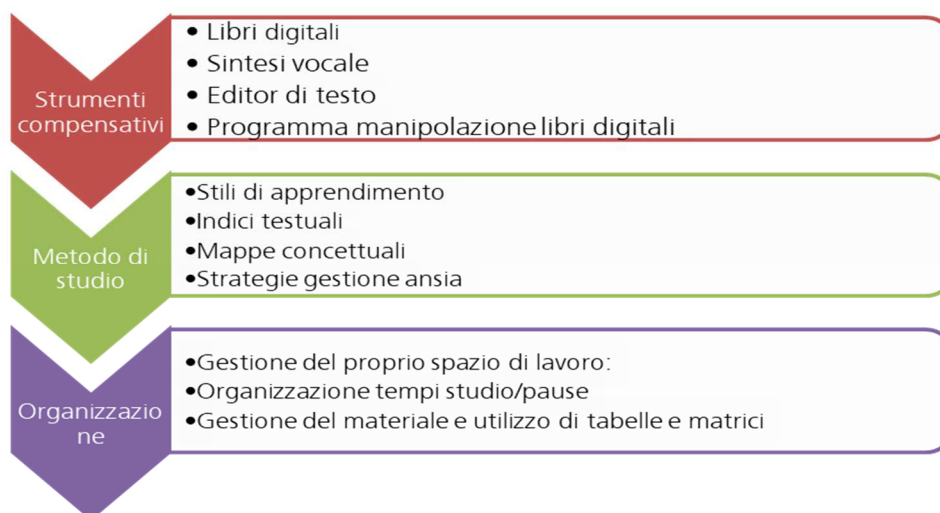 Strumenti
compensativi
• Libri digitali
• Sintesi vocale
• Editor di testo
• Programma manipolazione libri digitali
Metodo di
studio
•Stili di apprendimento
•Indici testuali
•Mappe concettuali
•Strategie gestione ansia
Organizzazio
ne
•Gestione del proprio spazio di lavoro:
•Organizzazione tempi studio/pause
•Gestione del materiale e utilizzo di tabelle e matrici